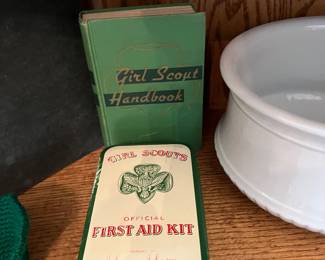 Girl Scout
Handbook
GIRL SCOUTS
OFFICIAL
FIRST AID KIT